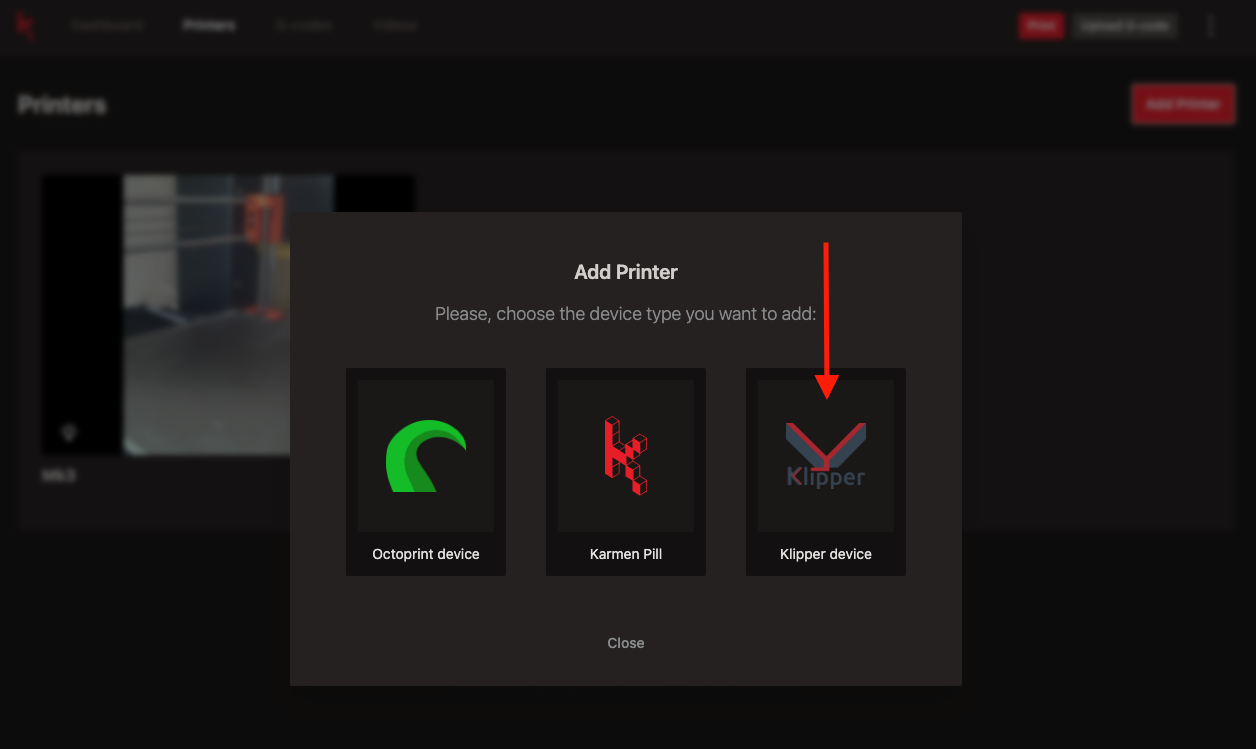 Dashboard Printers G-codes Videos
Print Upload G-code
Printers
Add Printer
Mk3
Add Printer
Please, choose the device type you want to add:
Klipper
Octoprint device
Karmen Pill
Klipper device
Close